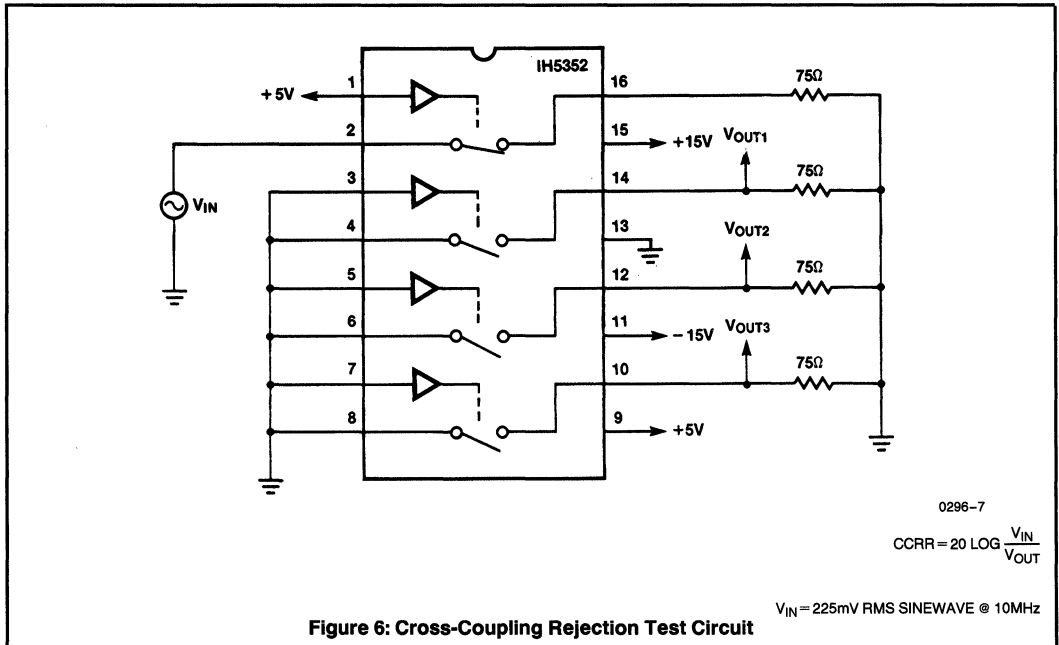 IH5352
1
+5V
2
VIN
3
4
5
6
7
8
16
75Ω
15
+15V
VOUT1
14
75Ω
13
VOUT2
12
75Ω
11
-15V
VOUT3
10
75Ω
9
+5V
0296-7
CCRR = 20 LOG VIN/VOUT
VIN = 225mV RMS SINEWAVE @ 10MHz
Figure 6: Cross-Coupling Rejection Test Circuit